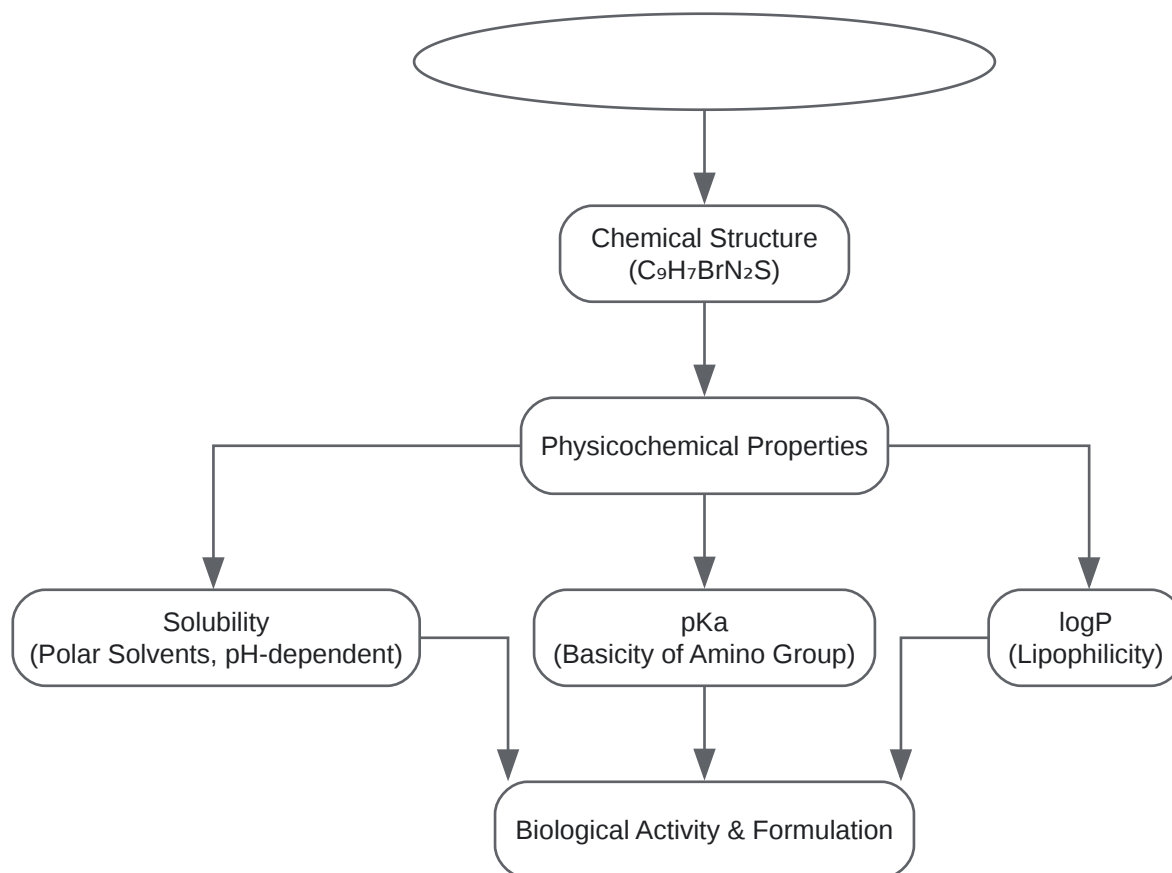 Chemical Structure
(C₉H₇BrN₂S)
Physicochemical Properties
Solubility
(Polar Solvents, pH-dependent)
pKa
(Basicity of Amino Group)
logP
(Lipophilicity)
Biological Activity & Formulation